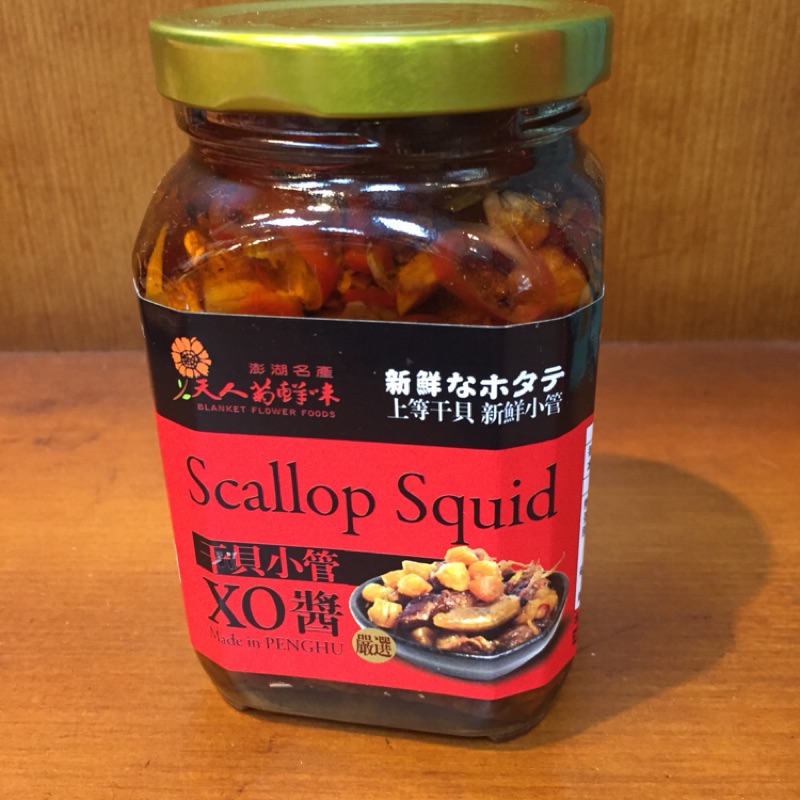 澎湖名產
天人菊鮮味
BLANKET FLOWER FOODS
新鮮なホタテ
上等干貝 新鮮小管
Scallop Squid
干貝小管
XO醬
Made in PENGHU
嚴選